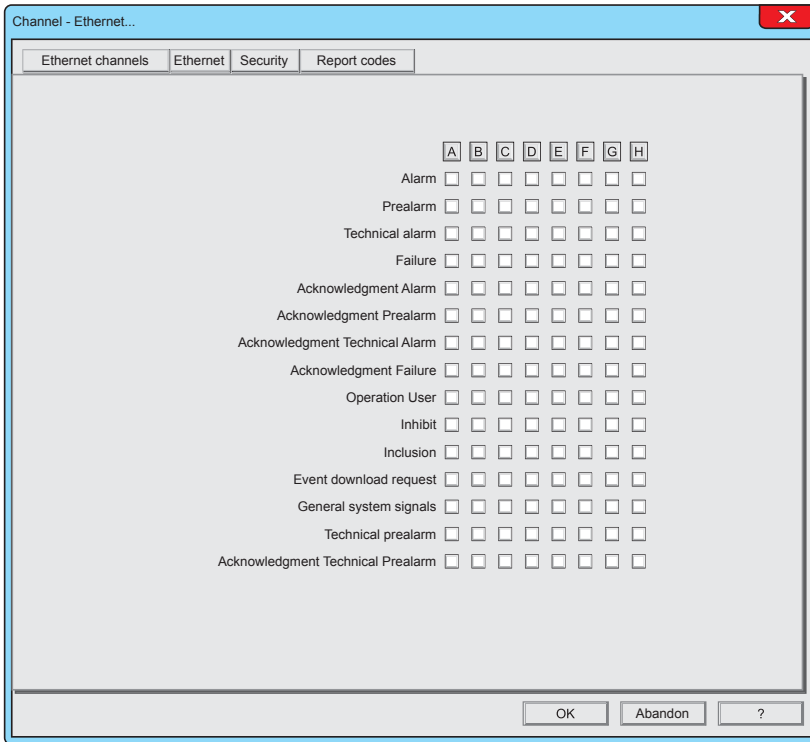 Channel - Ethernet...
Ethernet channels Ethernet Security Report codes
A B C D E F G H
Alarm
Prealarm
Technical alarm
Failure
Acknowledgment Alarm
Acknowledgment Prealarm
Acknowledgment Technical Alarm
Acknowledgment Failure
Operation User
Inhibit
Inclusion
Event download request
General system signals
Technical prealarm
Acknowledgment Technical Prealarm
OK Abandon ?